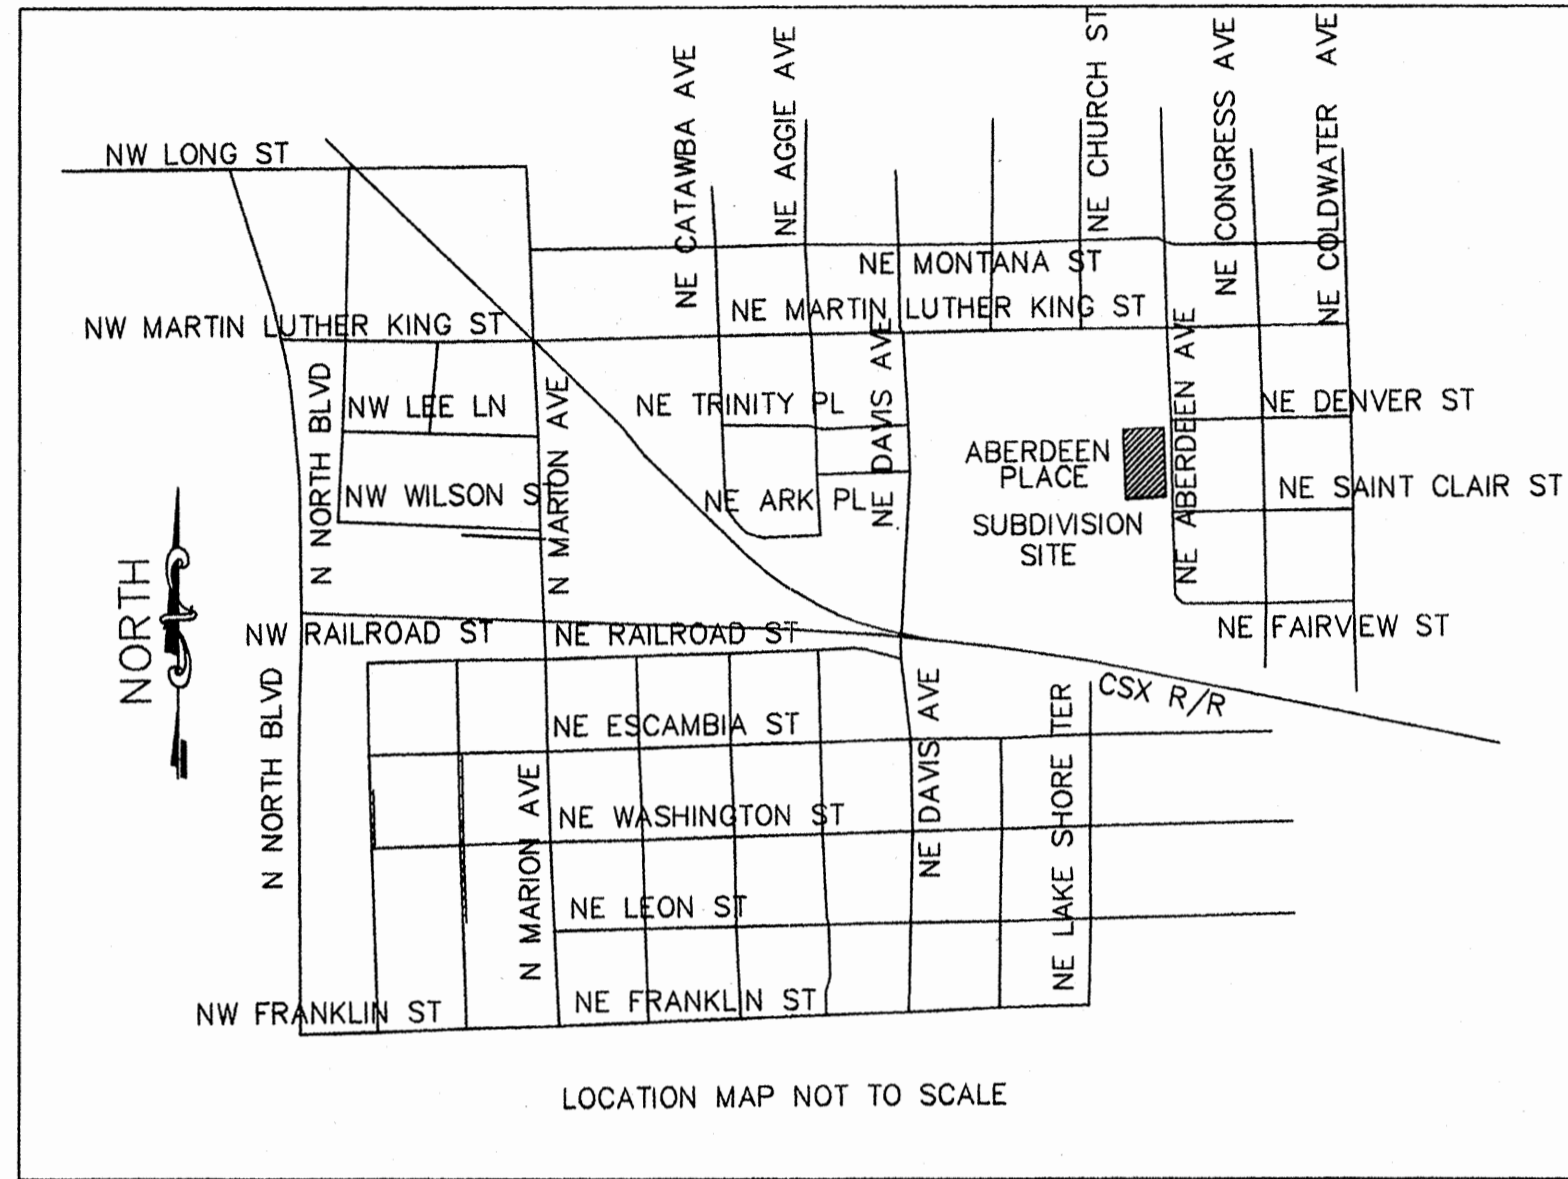 NE CATAWBA AVE
NE AGGIE AVE
NE CHURCH ST
NE CONGRESS AVE
NE COLDWATER AVE
NW LONG ST
NE MONTANA ST
NE MARTIN LUTHER KING ST
NW MARTIN LUTHER KING ST
N NORTH BLVD
NW LEE LN
N MARION AVE
NE TRINITY PL
NE DAVIS AVE
NE ABERDEEN AVE
NE DENVER ST
ABERDEEN
PLACE
NW WILSON ST
NE ARK PL
NE SAINT CLAIR ST
SUBDIVISION
SITE
NORTH
NW RAILROAD ST
NE RAILROAD ST
NE FAIRVIEW ST
N NORTH BLVD
CSX R/R
NE ESCAMBIA ST
NE DAVIS AVE
NE LAKE SHORE TER
N MARION AVE
NE WASHINGTON ST
NE LEON ST
NW FRANKLIN ST
NE FRANKLIN ST
LOCATION MAP NOT TO SCALE